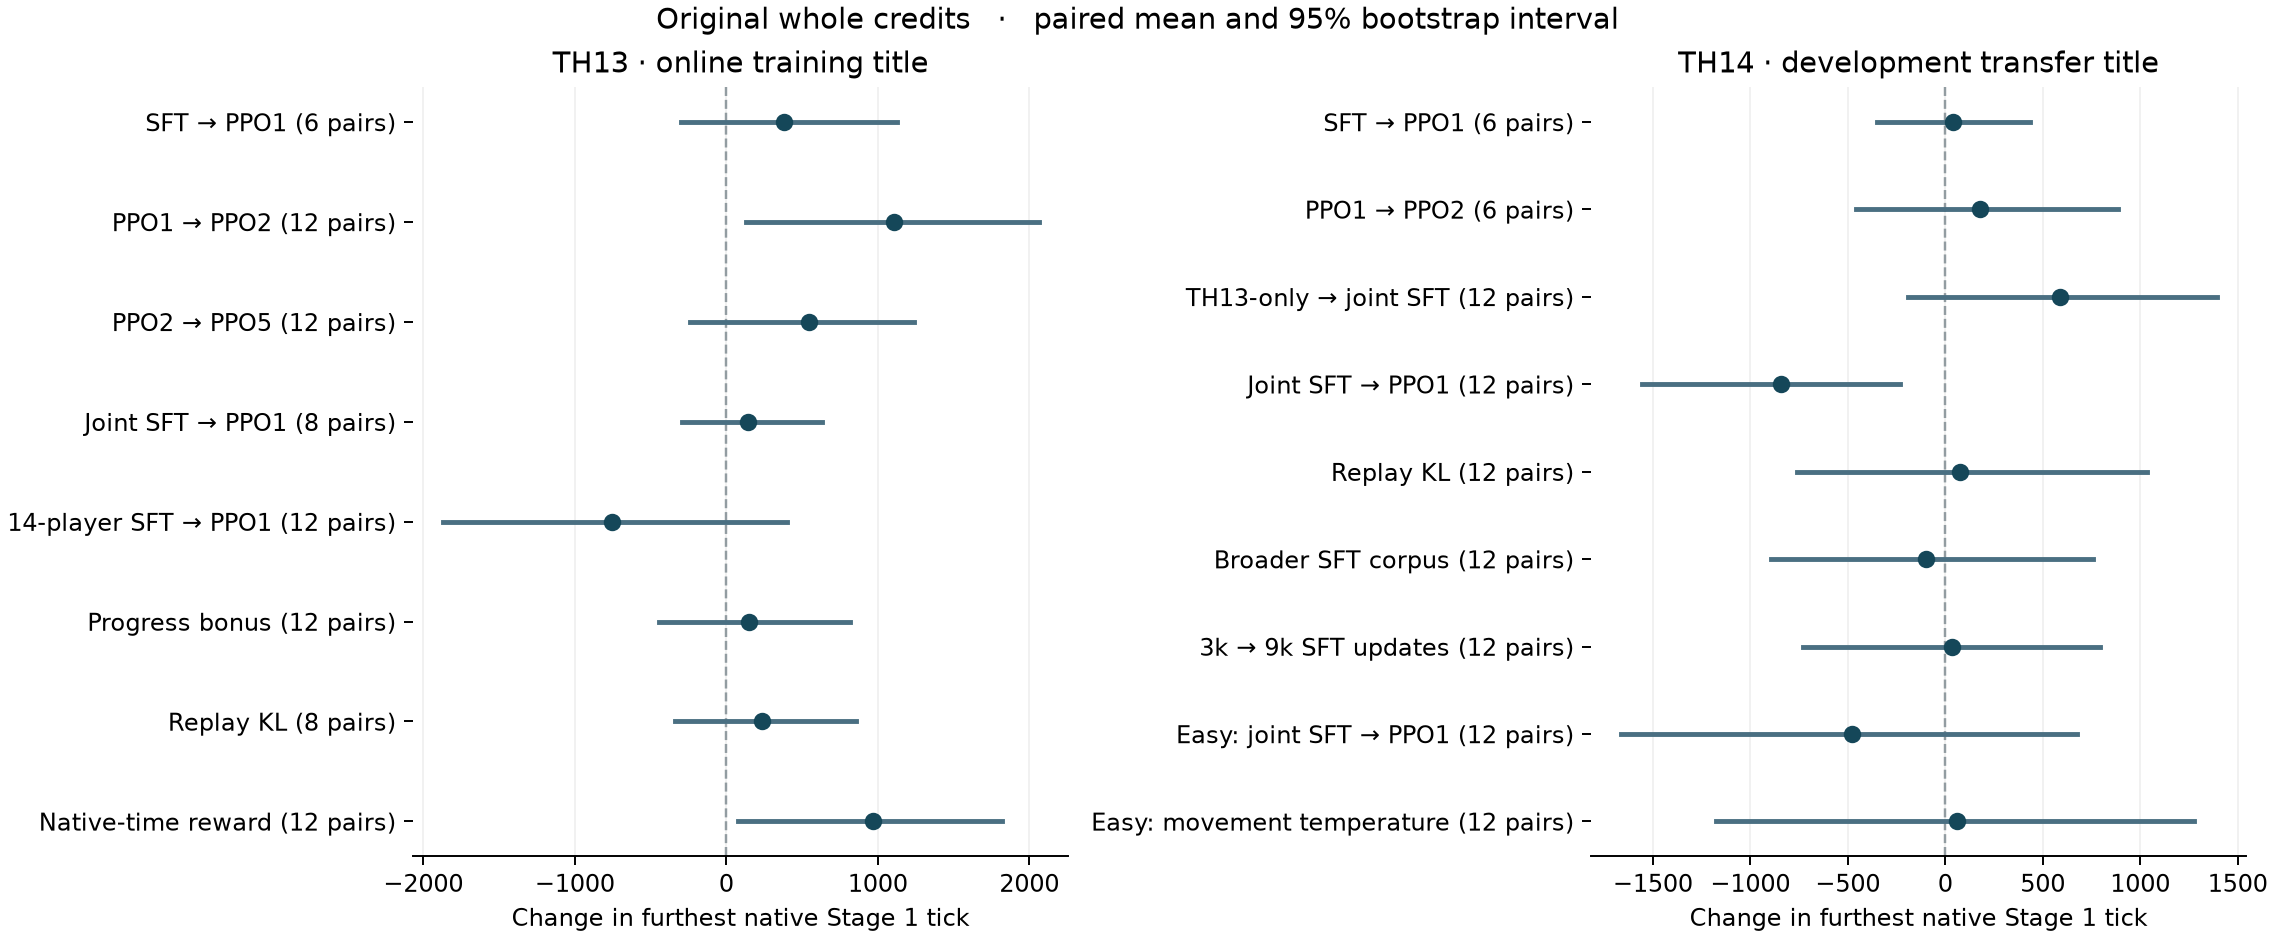 Original whole credits · paired mean and 95% bootstrap interval
TH13 · online training title
SFT → PPO1 (6 pairs)
PPO1 → PPO2 (12 pairs)
PPO2 → PPO5 (12 pairs)
Joint SFT → PPO1 (8 pairs)
14-player SFT → PPO1 (12 pairs)
Progress bonus (12 pairs)
Replay KL (8 pairs)
Native-time reward (12 pairs)
−2000 −1000 0 1000 2000
Change in furthest native Stage 1 tick
TH14 · development transfer title
SFT → PPO1 (6 pairs)
PPO1 → PPO2 (6 pairs)
TH13-only → joint SFT (12 pairs)
Joint SFT → PPO1 (12 pairs)
Replay KL (12 pairs)
Broader SFT corpus (12 pairs)
3k → 9k SFT updates (12 pairs)
Easy: joint SFT → PPO1 (12 pairs)
Easy: movement temperature (12 pairs)
−1500 −1000 −500 0 500 1000 1500
Change in furthest native Stage 1 tick